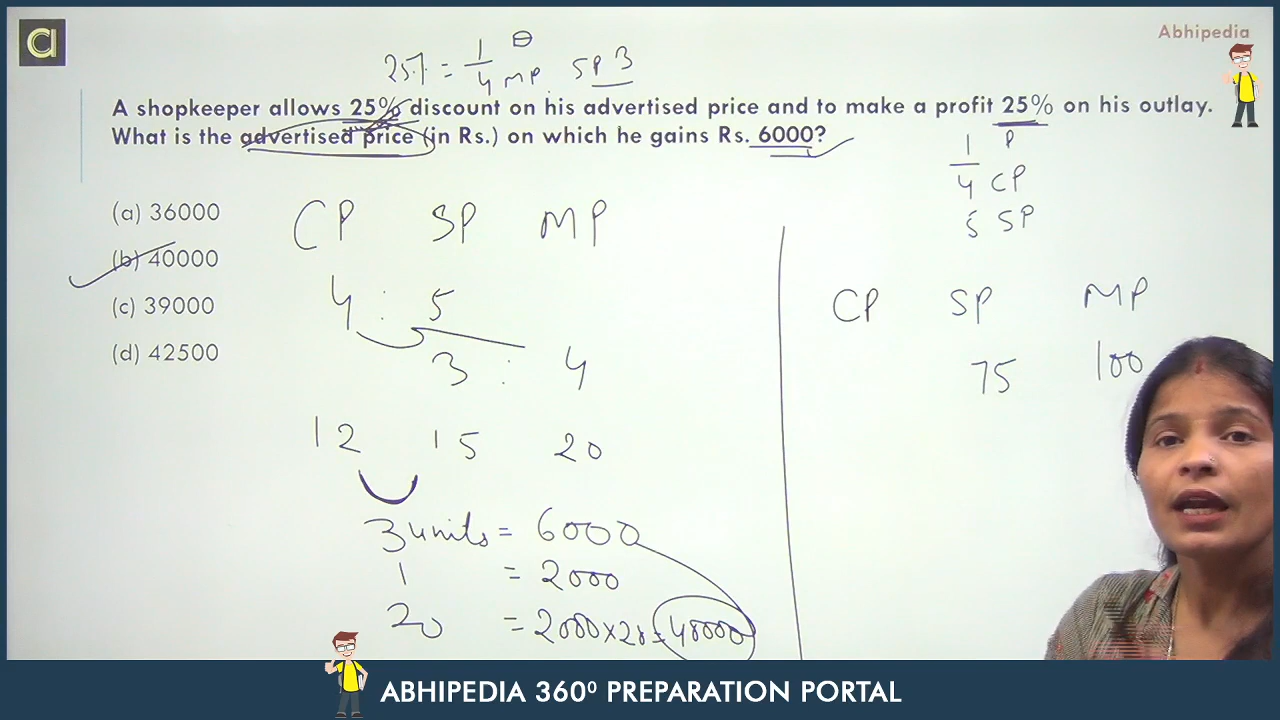 Abhipedia
25% = 1/4 MP SP 3
A shopkeeper allows 25% discount on his advertised price and to make a profit 25% on his outlay.
What is the advertised price (in Rs.) on which he gains Rs. 6000?
1/4 P
CP
5 SP
(a) 36000
(b) 40000
(c) 39000
(d) 42500
CP SP MP
4 : 5
3 : 4
12 15 20
3 units = 6000
1 = 2000
20 = 2000×20=40000
CP SP MP
75 100
ABHIPEDIA 360⁰ PREPARATION PORTAL